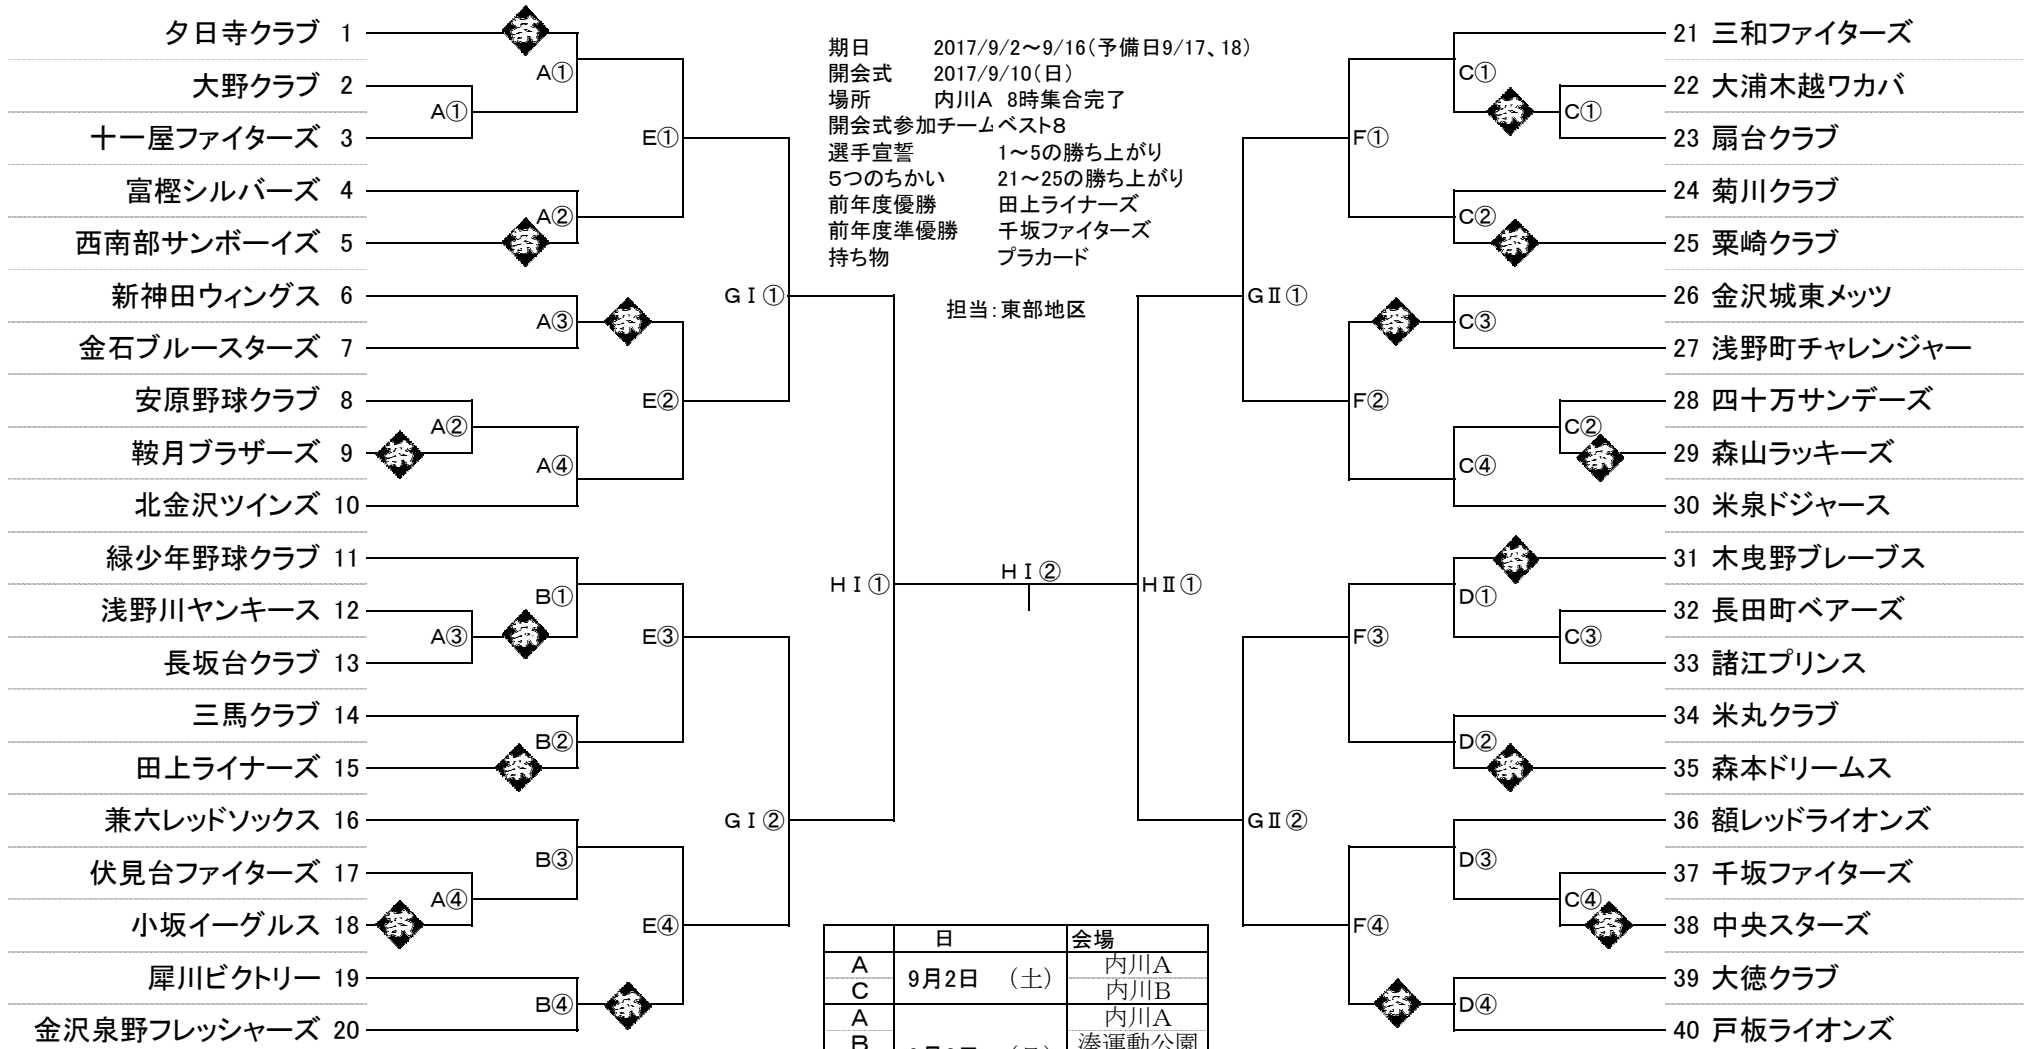 夕日寺クラブ 1
大野クラブ 2
十一屋ファイターズ 3
富樫シルバーズ 4
西南部サンボーイズ 5
新神田ウィングス 6
金石ブルースターズ 7
安原野球クラブ 8
鞍月ブラザーズ 9
北金沢ツインズ 10
緑少年野球クラブ 11
浅野川ヤンキース 12
長坂台クラブ 13
三馬クラブ 14
田上ライナーズ 15
兼六レッドソックス 16
伏見台ファイターズ 17
小坂イーグルス 18
犀川ビクトリー 19
金沢泉野フレッシャーズ 20
A①
A①
A②
A③
A②
A④
B①
A③
B②
B③
A④
B④
E①
E②
E③
E④
GⅠ①
GⅠ②
HⅠ①
期日 2017/9/2～9/16(予備日9/17、18)
開会式 2017/9/10(日)
場所 内川A 8時集合完了
開会式参加チームベスト8
選手宣誓 1～5の勝ち上がり
5つのちかい 21～25の勝ち上がり
前年度優勝 田上ライナーズ
前年度準優勝 千坂ファイターズ
持ち物 プラカード
担当:東部地区
HⅠ②
日 会場
A 9月2日 (土) 内川A
C 内川B
A 内川A
B 湊運動公園
HⅡ①
GⅡ①
GⅡ②
F①
F②
F③
F④
C①
C①
C②
C③
C②
C④
D①
C③
D②
D③
C④
D④
21 三和ファイターズ
22 大浦木越ワカバ
23 扇台クラブ
24 菊川クラブ
25 粟崎クラブ
26 金沢城東メッツ
27 浅野町チャレンジャー
28 四十万サンデーズ
29 森山ラッキーズ
30 米泉ドジャース
31 木曳野ブレーブス
32 長田町ベアーズ
33 諸江プリンス
34 米丸クラブ
35 森本ドリームス
36 額レッドライオンズ
37 千坂ファイターズ
38 中央スターズ
39 大徳クラブ
40 戸板ライオンズ